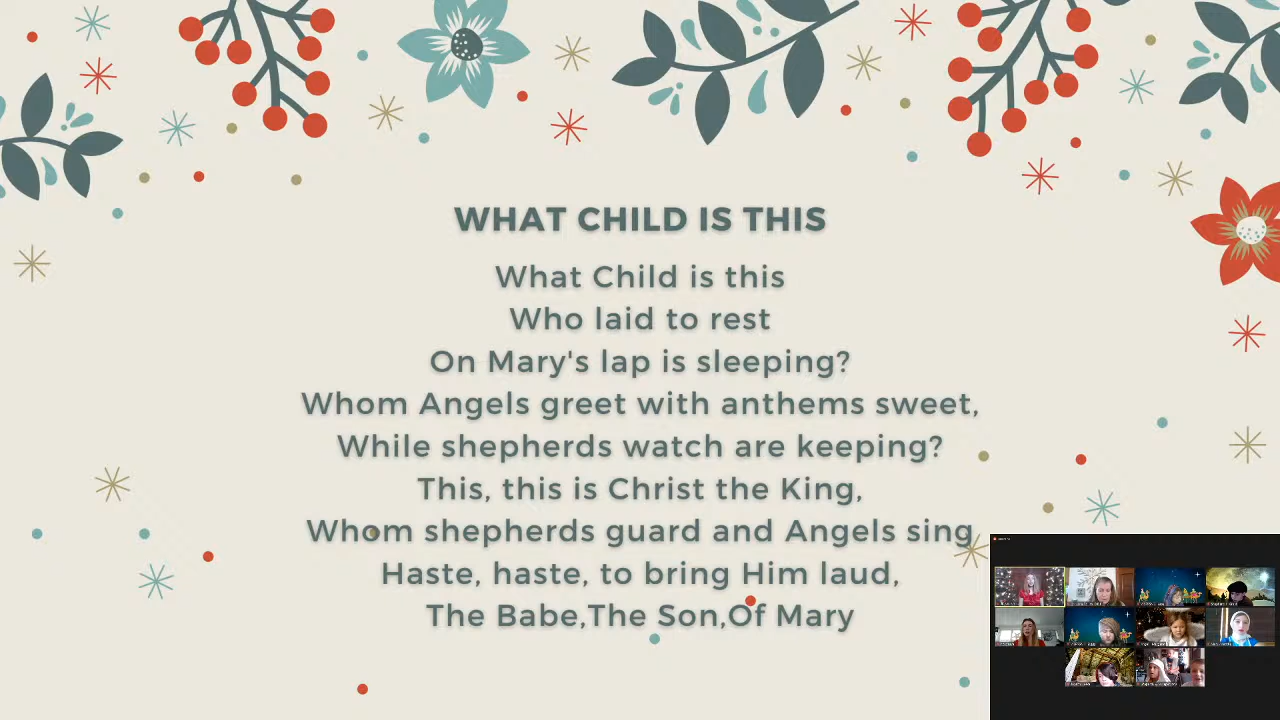 WHAT CHILD IS THIS
What Child is this
Who laid to rest
On Mary's lap is sleeping?
Whom Angels greet with anthems sweet,
While shepherds watch are keeping?
This, this is Christ the King,
Whom shepherds guard and Angels sing
Haste, haste, to bring Him laud,
The Babe,The Son,Of Mary